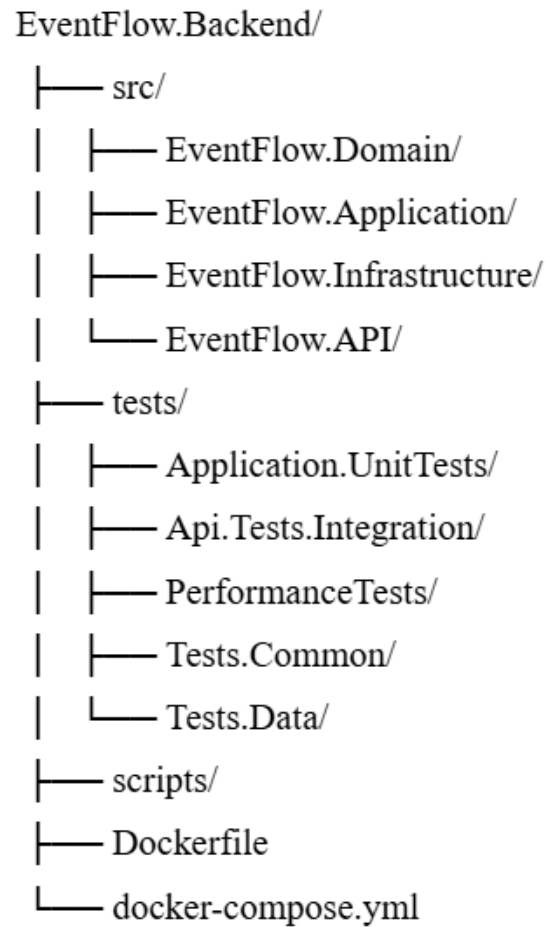 EventFlow.Backend/
├── src/
│   ├── EventFlow.Domain/
│   ├── EventFlow.Application/
│   ├── EventFlow.Infrastructure/
│   └── EventFlow.API/
├── tests/
│   ├── Application.UnitTests/
│   ├── Api.Tests.Integration/
│   ├── PerformanceTests/
│   ├── Tests.Common/
│   └── Tests.Data/
├── scripts/
├── Dockerfile
└── docker-compose.yml